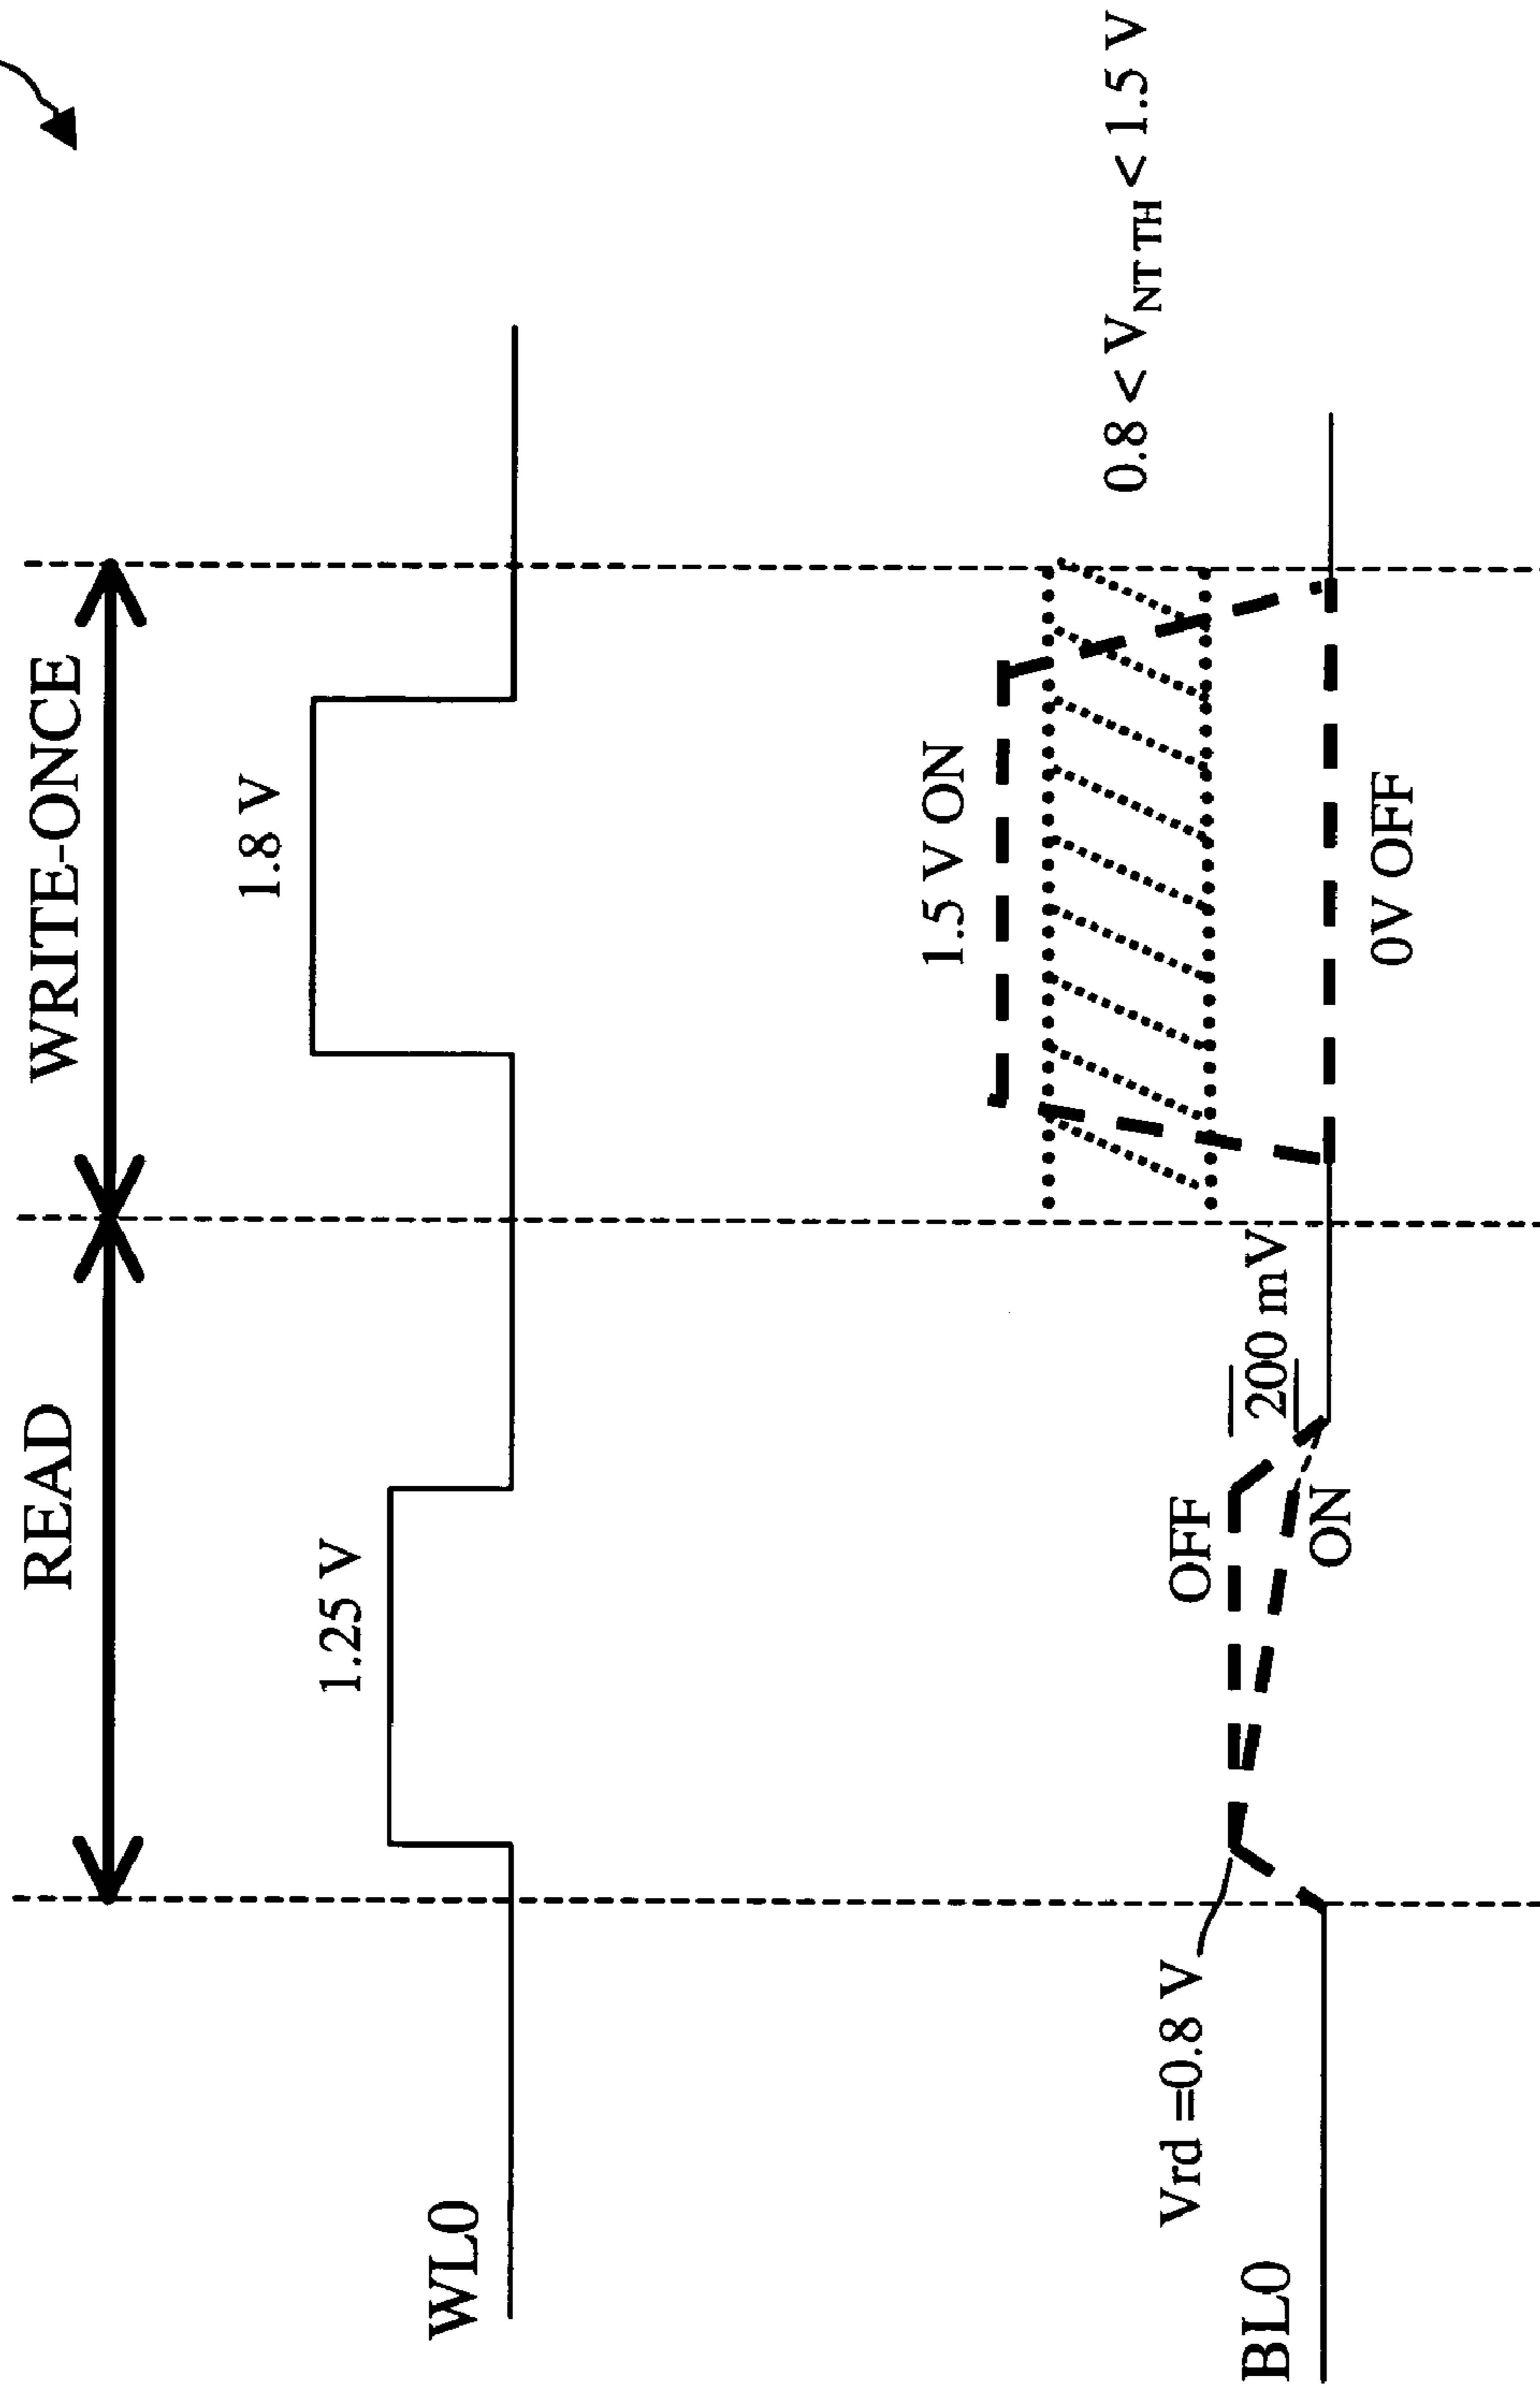 READ
WRITE-ONCE
1.8 V
1.25 V
WL0
1.5 V ON
0.8 < V_NT TH < 1.5 V
Vrd =0.8 V
OFF
200 mV
BL0
ON
0V OFF